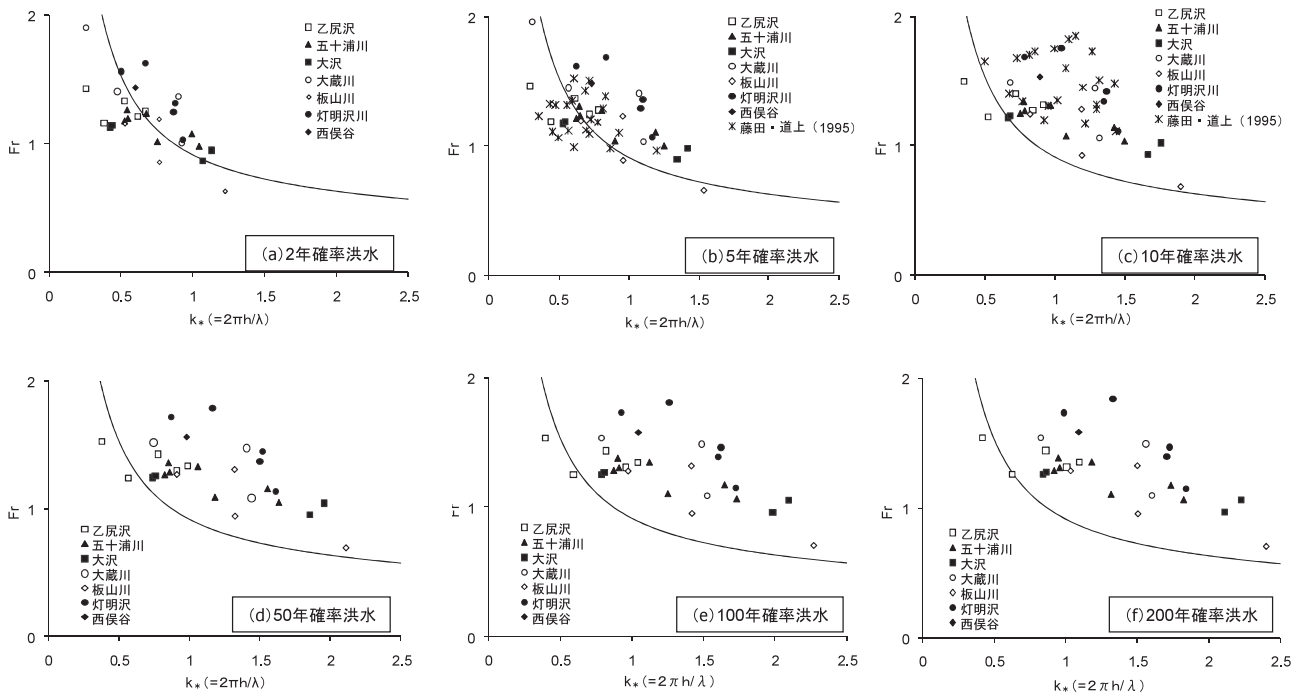 2
1
0
Fr
0
0.5
1
1.5
2
2.5
k*(=2πh/λ)
乙尻沢
五十浦川
大沢
大蔵川
板山川
灯明沢川
西俣谷
(a)2年確率洪水
2
1
0
0
0.5
1
1.5
2
2.5
k*(=2πh/λ)
乙尻沢
五十浦川
大沢
大蔵川
板山川
灯明沢川
西俣谷
藤田・道上(1995)
(b)5年確率洪水
2
1
0
0
0.5
1
1.5
2
2.5
k*(=2πh/λ)
乙尻沢
五十浦川
大沢
大蔵川
板山川
灯明沢川
西俣谷
藤田・道上(1995)
(c)10年確率洪水
2
1
0
Fr
0
0.5
1
1.5
2
2.5
k*(=2πh/λ)
乙尻沢
五十浦川
大沢
大蔵川
板山川
灯明沢
西俣谷
(d)50年確率洪水
2
1
0
Fr
0
0.5
1
1.5
2
2.5
k*(=2πh/λ)
乙尻沢
五十浦川
大沢
大蔵川
板山川
灯明沢
西俣谷
(e)100年確率洪水
2
1
0
Fr
0
0.5
1
1.5
2
2.5
k*(=2πh/λ)
乙尻沢
五十浦川
大沢
大蔵川
板山川
灯明沢
西俣谷
(f)200年確率洪水